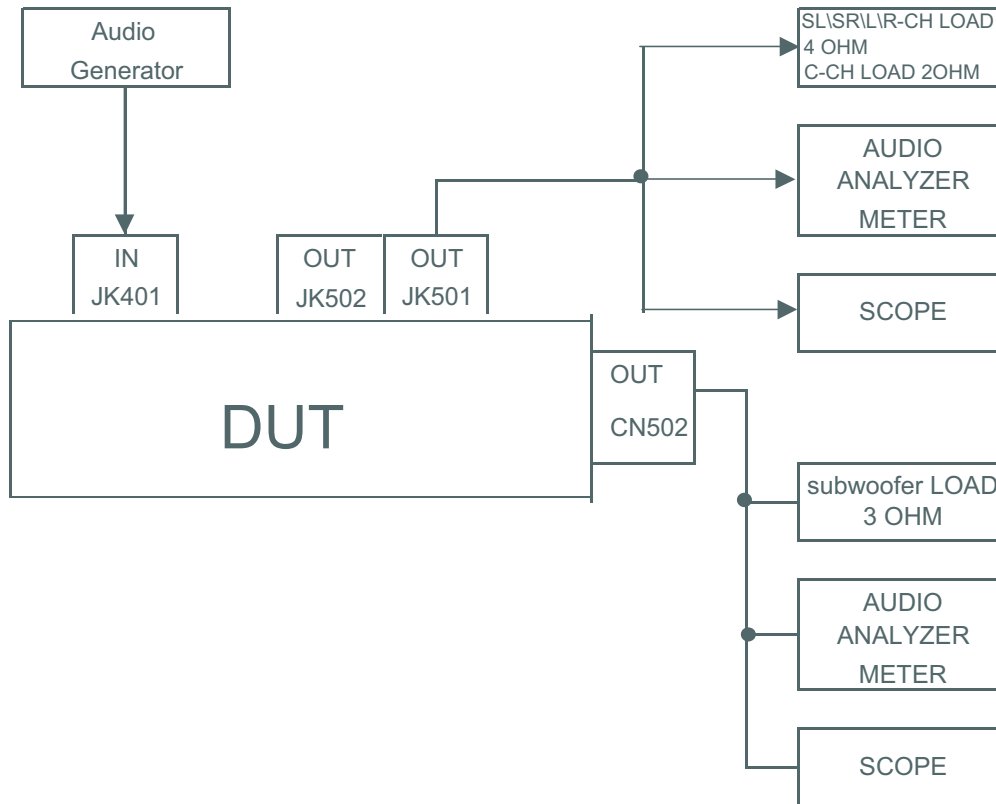 Audio
Generator
SL\SR\L\R-CH LOAD
4 OHM
C-CH LOAD 2OHM
AUDIO
ANALYZER
METER
IN
JK401
OUT
JK502
OUT
JK501
SCOPE
DUT
OUT
CN502
subwoofer LOAD
3 OHM
AUDIO
ANALYZER
METER
SCOPE